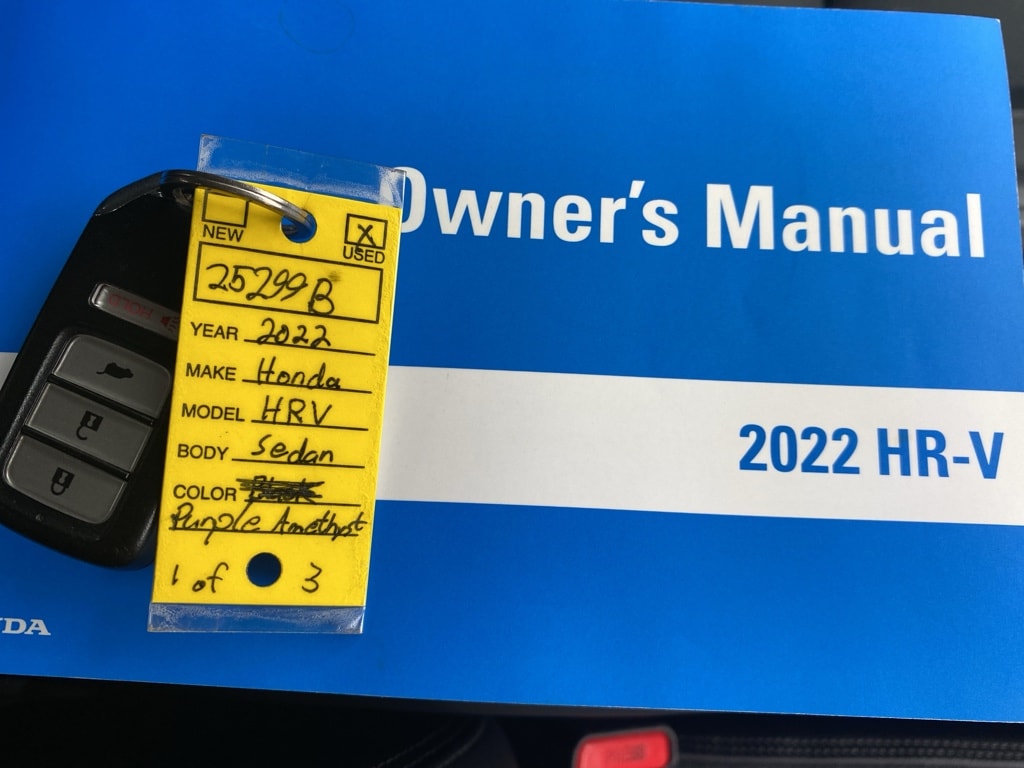 Owner's Manual
2022 HR-V
NEW
X
USED
25299B
YEAR 2022
MAKE Honda
MODEL HRV
BODY Sedan
COLOR Black
Purple Amethyst
1 of 3
HOLD
NDA